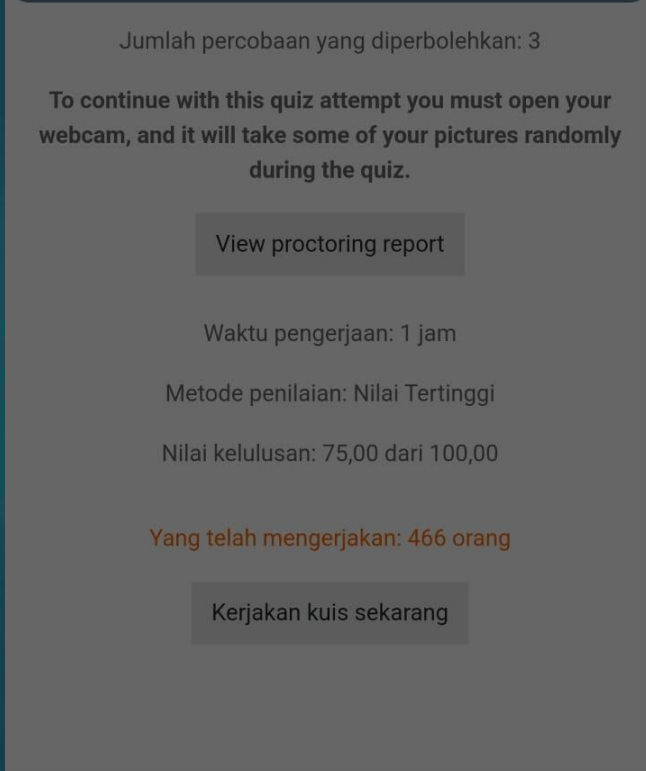 Jumlah percobaan yang diperbolehkan: 3
To continue with this quiz attempt you must open your
webcam, and it will take some of your pictures randomly
during the quiz.
View proctoring report
Waktu pengerjaan: 1 jam
Metode penilaian: Nilai Tertinggi
Nilai kelulusan: 75,00 dari 100,00
Yang telah mengerjakan: 466 orang
Kerjakan kuis sekarang